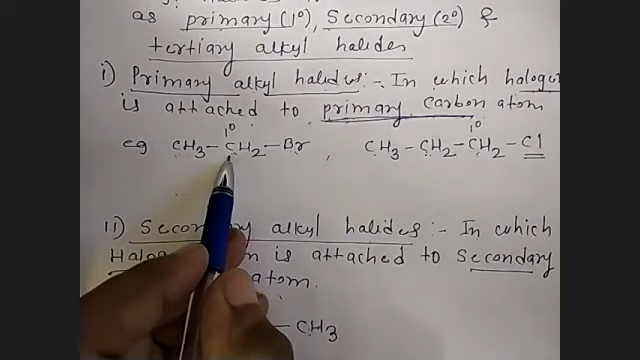 as primary (1°), Secondary (2°) &
tertiary alkyl halides
i) Primary alkyl halides :- In which halogen
is attached to primary carbon atom
1° 1°
eg CH3 - CH2 - Br , CH3 - CH2 - CH2 - Cl
II) Secondary alkyl halides :- In which
is attached to Secondary
atom.
- CH3